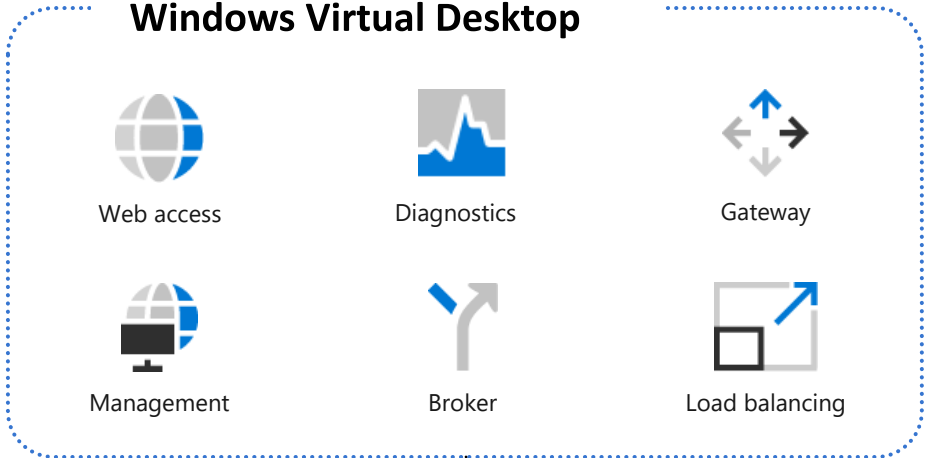 Windows Virtual Desktop
Web access
Diagnostics
Gateway
Management
Broker
Load balancing